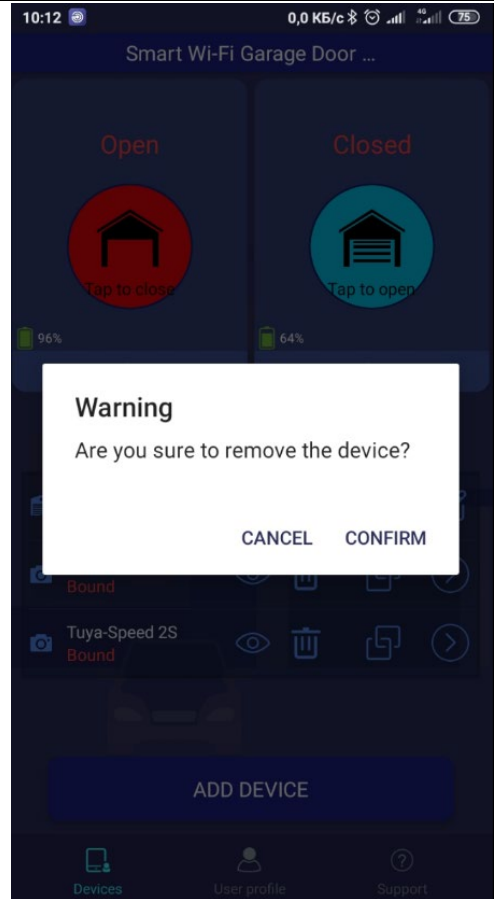 10:12 0,0 КБ/с 4G 75
Smart Wi-Fi Garage Door ...
Open Closed
Tap to close Tap to open
96% 64%
Warning
Are you sure to remove the device?
CANCEL CONFIRM
Bound
Tuya-Speed 2S
Bound
ADD DEVICE
Devices User profile Support